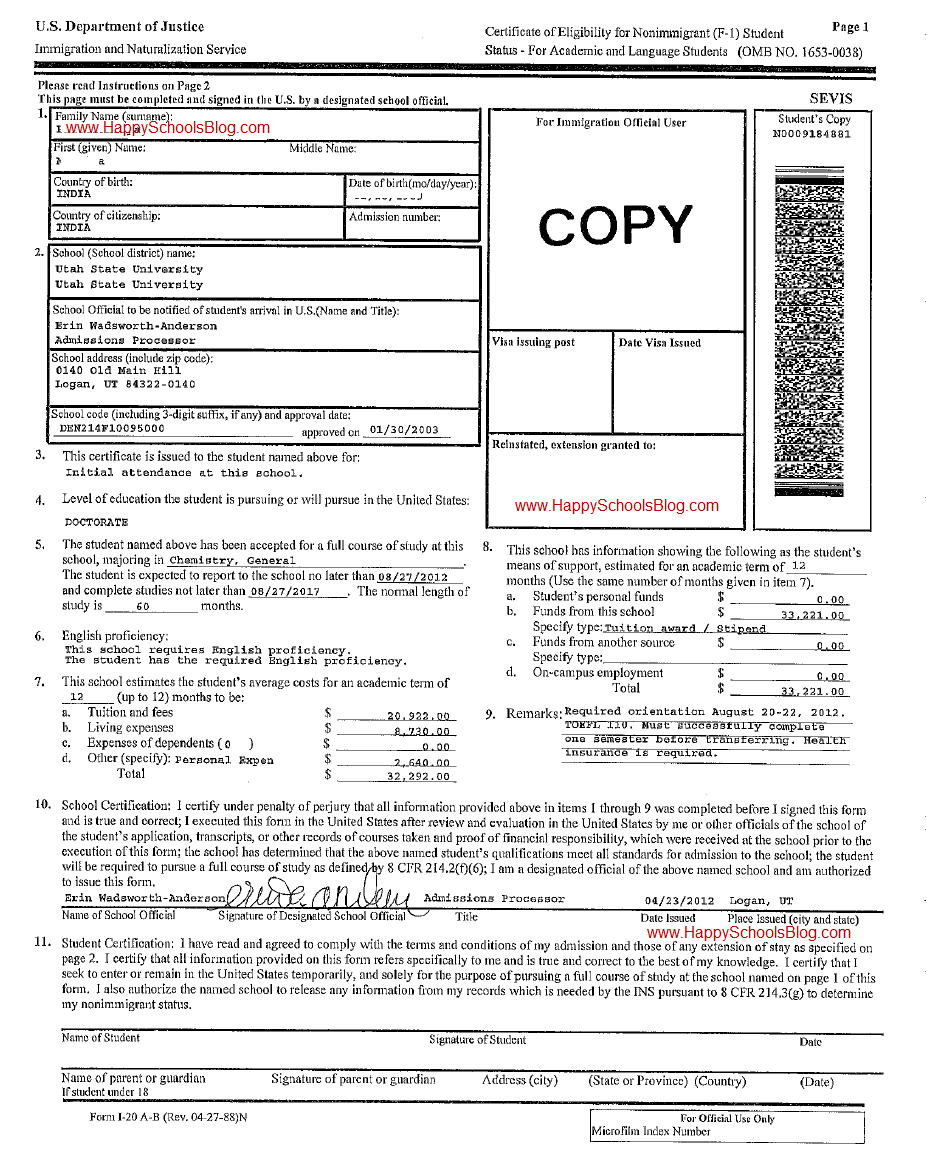 U.S. Department of Justice
Immigration and Naturalization Service
Certificate of Eligibility for Nonimmigrant (F-1) Student
Status - For Academic and Language Students (OMB NO. 1653-0038)
Page 1
Please read Instructions on Page 2
This page must be completed and signed in the U.S. by a designated school official.
SEVIS
1. Family Name (surname):
www.HappySchoolsBlog.com
First (given) Name: Middle Name:
a
Country of birth:
INDIA
Date of birth(mo/day/year):
Country of citizenship:
INDIA
Admission number:
2. School (School district) name:
Utah State University
Utah State University
School Official to be notified of student's arrival in U.S.(Name and Title):
Erin Wadsworth-Anderson
Admissions Processor
School address (include zip code):
0140 Old Main Hill
Logan, UT 84322-0140
School code (including 3-digit suffix, if any) and approval date:
DEN214F10095000 approved on 01/30/2003
For Immigration Official User
COPY
Visa issuing post
Date Visa Issued
Reinstated, extension granted to:
www.HappySchoolsBlog.com
Student's Copy
N0009184881
3. This certificate is issued to the student named above for:
Initial attendance at this school.
4. Level of education the student is pursuing or will pursue in the United States:
DOCTORATE
5. The student named above has been accepted for a full course of study at this
school, majoring in Chemistry, General.
The student is expected to report to the school no later than 08/27/2012
and complete studies not later than 08/27/2017. The normal length of
study is 60 months.
6. English proficiency:
This school requires English proficiency.
The student has the required English proficiency.
7. This school estimates the student's average costs for an academic term of
12 (up to 12) months to be:
a. Tuition and fees $ 20,922.00
b. Living expenses $ 8,730.00
c. Expenses of dependents ( 0 ) $ 0.00
d. Other (specify): Personal Expen $ 2,640.00
Total $ 32,292.00
8. This school has information showing the following as the student's
means of support, estimated for an academic term of 12
months (Use the same number of months given in item 7).
a. Student's personal funds $ 0.00
b. Funds from this school $ 33,221.00
Specify type: Tuition award / Stipend
c. Funds from another source $ 0.00
Specify type:
d. On-campus employment $ 0.00
Total $ 33,221.00
9. Remarks: Required orientation August 20-22, 2012.
TOEFL 110. Must successfully complete
one semester before transferring. Health
insurance is required.
10. School Certification: I certify under penalty of perjury that all information provided above in items 1 through 9 was completed before I signed this form
and is true and correct; I executed this form in the United States after review and evaluation in the United States by me or other officials of the school of
the student's application, transcripts, or other records of courses taken and proof of financial responsibility, which were received at the school prior to the
execution of this form; the school has determined that the above named student's qualifications meet all standards for admission to the school; the student
will be required to pursue a full course of study as defined by 8 CFR 214.2(f)(6); I am a designated official of the above named school and am authorized
to issue this form.
Erin Wadsworth-Anderson Admissions Processor 04/23/2012 Logan, UT
Name of School Official Signature of Designated School Official Title Date Issued Place Issued (city and state)
www.HappySchoolsBlog.com
11. Student Certification: I have read and agreed to comply with the terms and conditions of my admission and those of any extension of stay as specified on
page 2. I certify that all information provided on this form refers specifically to me and is true and correct to the best of my knowledge. I certify that I
seek to enter or remain in the United States temporarily, and solely for the purpose of pursuing a full course of study at the school named on page 1 of this
form. I also authorize the named school to release any information from my records which is needed by the INS pursuant to 8 CFR 214.3(g) to determine
my nonimmigrant status.
Name of Student Signature of Student Date
Name of parent or guardian Signature of parent or guardian Address (city) (State or Province) (Country) (Date)
If student under 18
Form I-20 A-B (Rev. 04-27-88)N
For Official Use Only
Microfilm Index Number